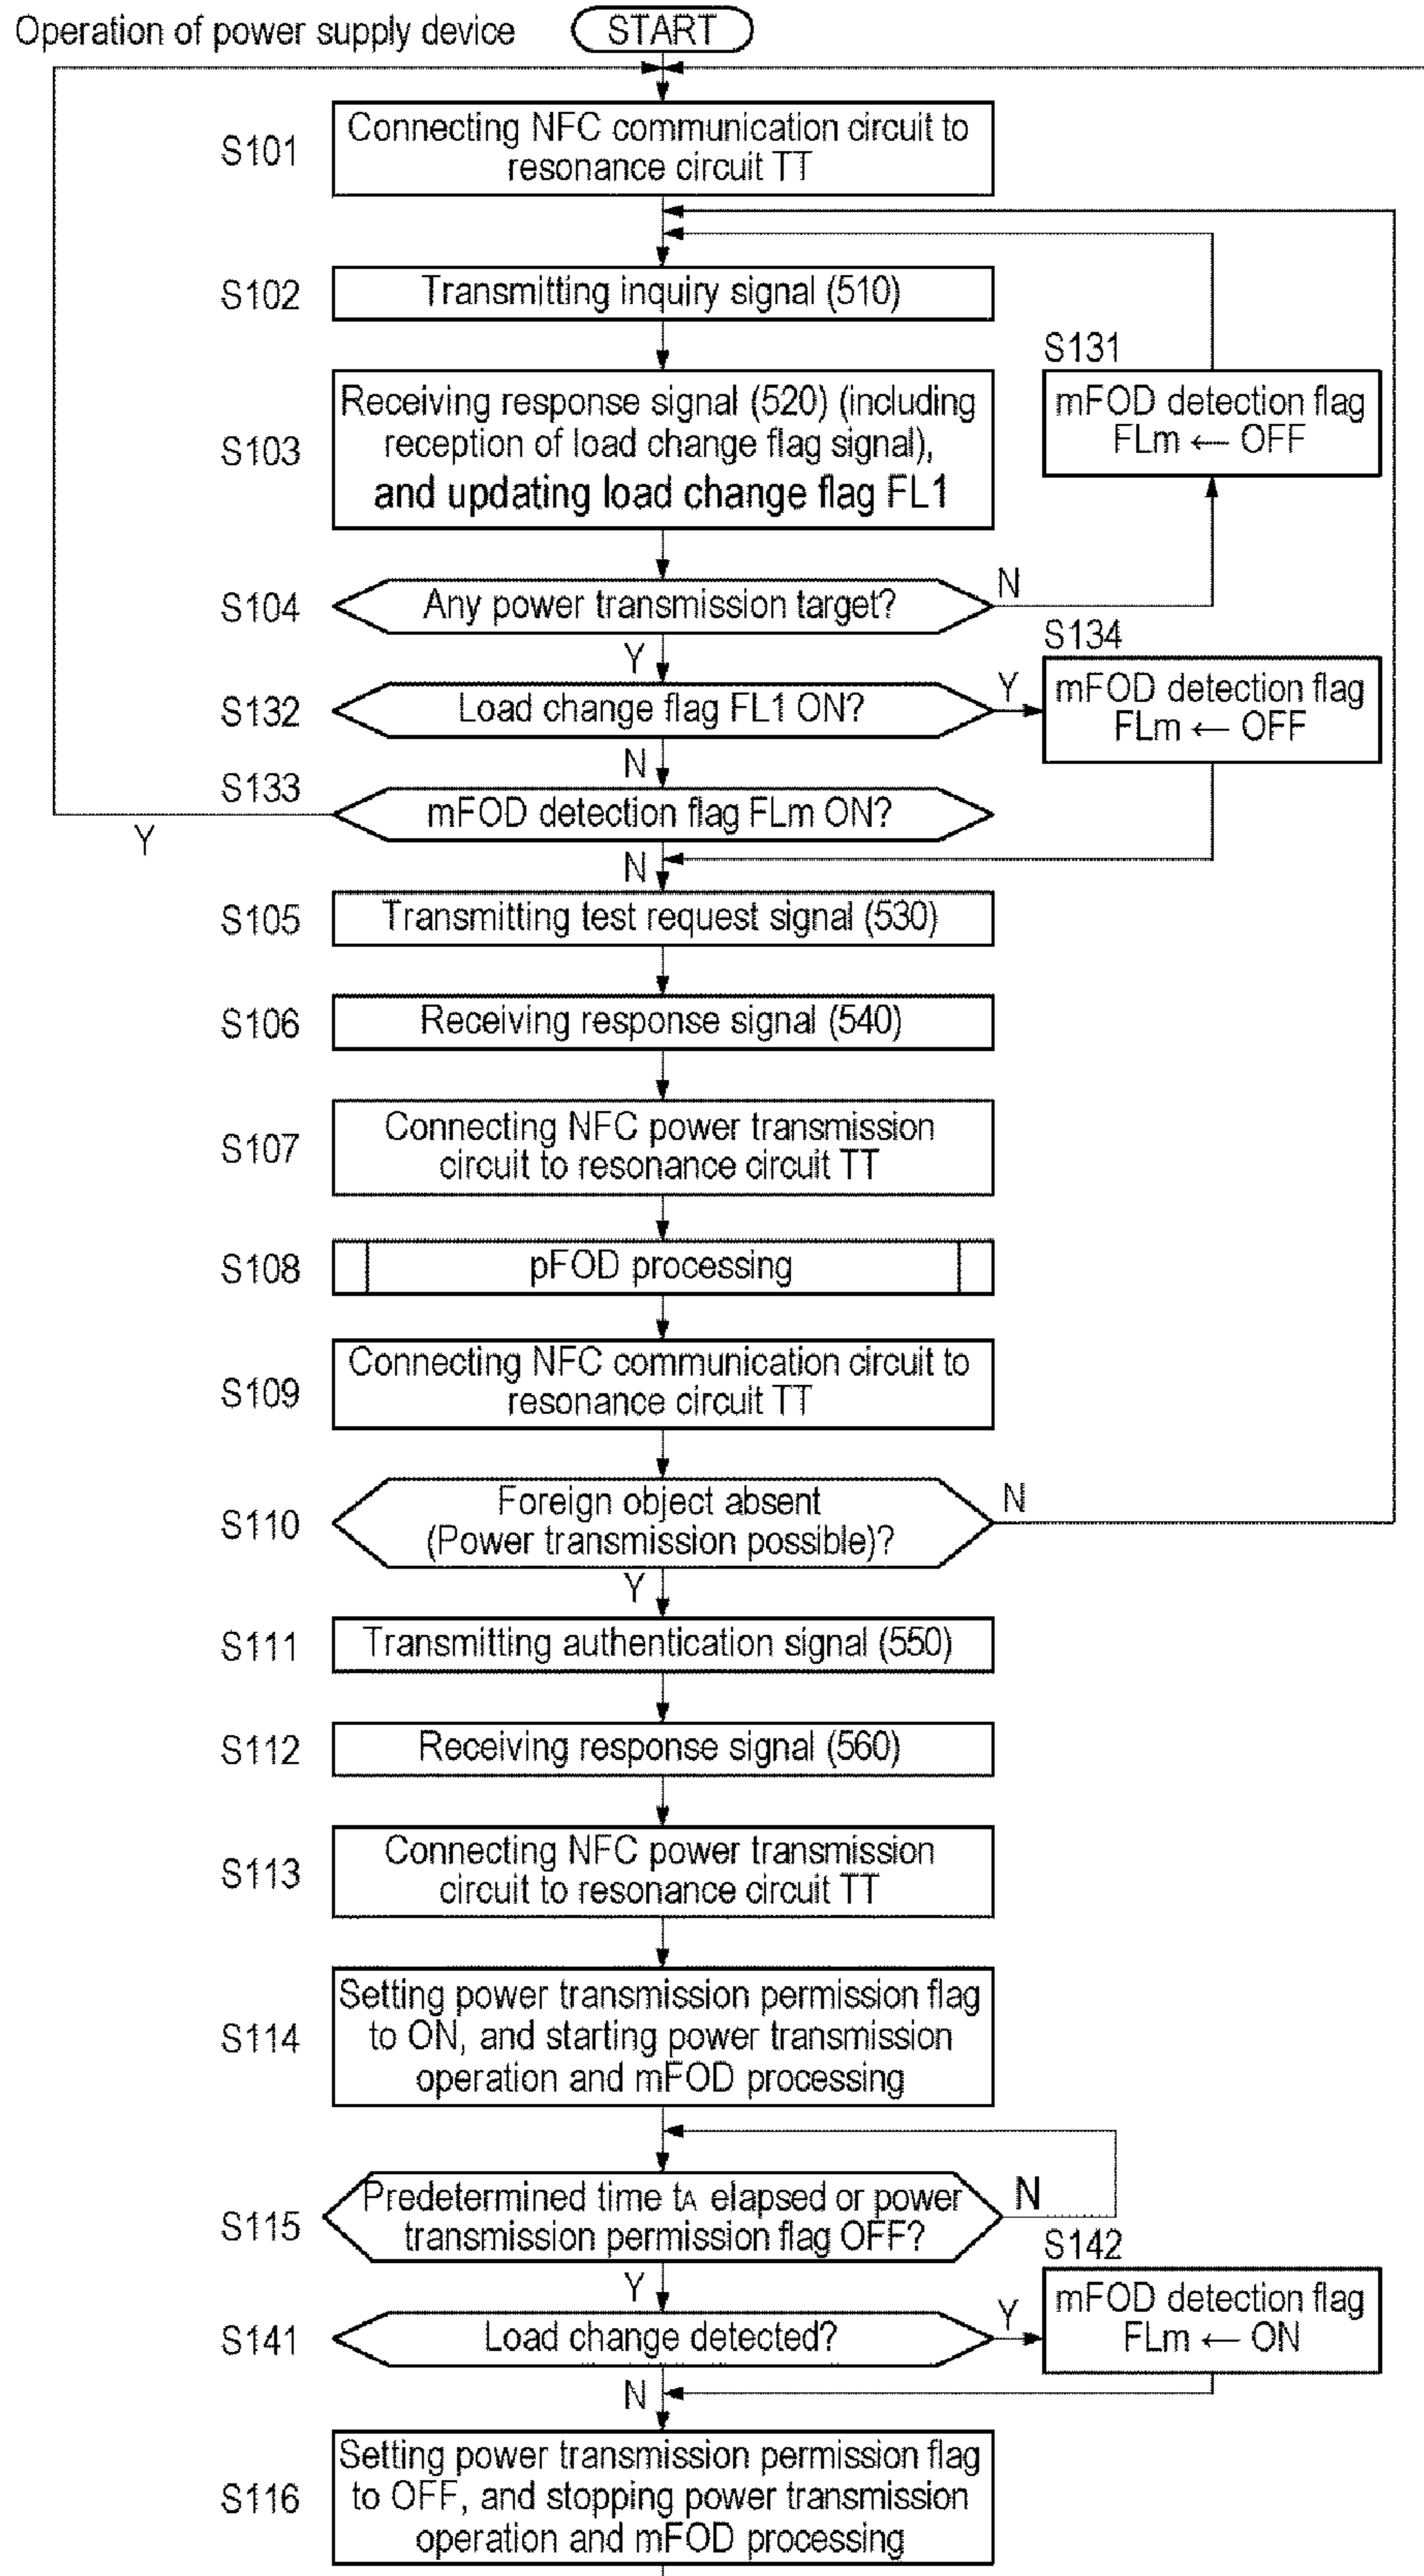 Operation of power supply device
START
S101
Connecting NFC communication circuit to
resonance circuit TT
S102
Transmitting inquiry signal (510)
S103
Receiving response signal (520) (including
reception of load change flag signal),
and updating load change flag FL1
S131
mFOD detection flag
FLm ← OFF
S104
Any power transmission target?
N
Y
S132
Load change flag FL1 ON?
Y
N
S134
mFOD detection flag
FLm ← OFF
S133
mFOD detection flag FLm ON?
Y
N
S105
Transmitting test request signal (530)
S106
Receiving response signal (540)
S107
Connecting NFC power transmission
circuit to resonance circuit TT
S108
pFOD processing
S109
Connecting NFC communication circuit to
resonance circuit TT
S110
Foreign object absent
(Power transmission possible)?
N
Y
S111
Transmitting authentication signal (550)
S112
Receiving response signal (560)
S113
Connecting NFC power transmission
circuit to resonance circuit TT
S114
Setting power transmission permission flag
to ON, and starting power transmission
operation and mFOD processing
S115
Predetermined time tA elapsed or power
transmission permission flag OFF?
N
Y
S141
Load change detected?
Y
N
S142
mFOD detection flag
FLm ← ON
S116
Setting power transmission permission flag
to OFF, and stopping power transmission
operation and mFOD processing